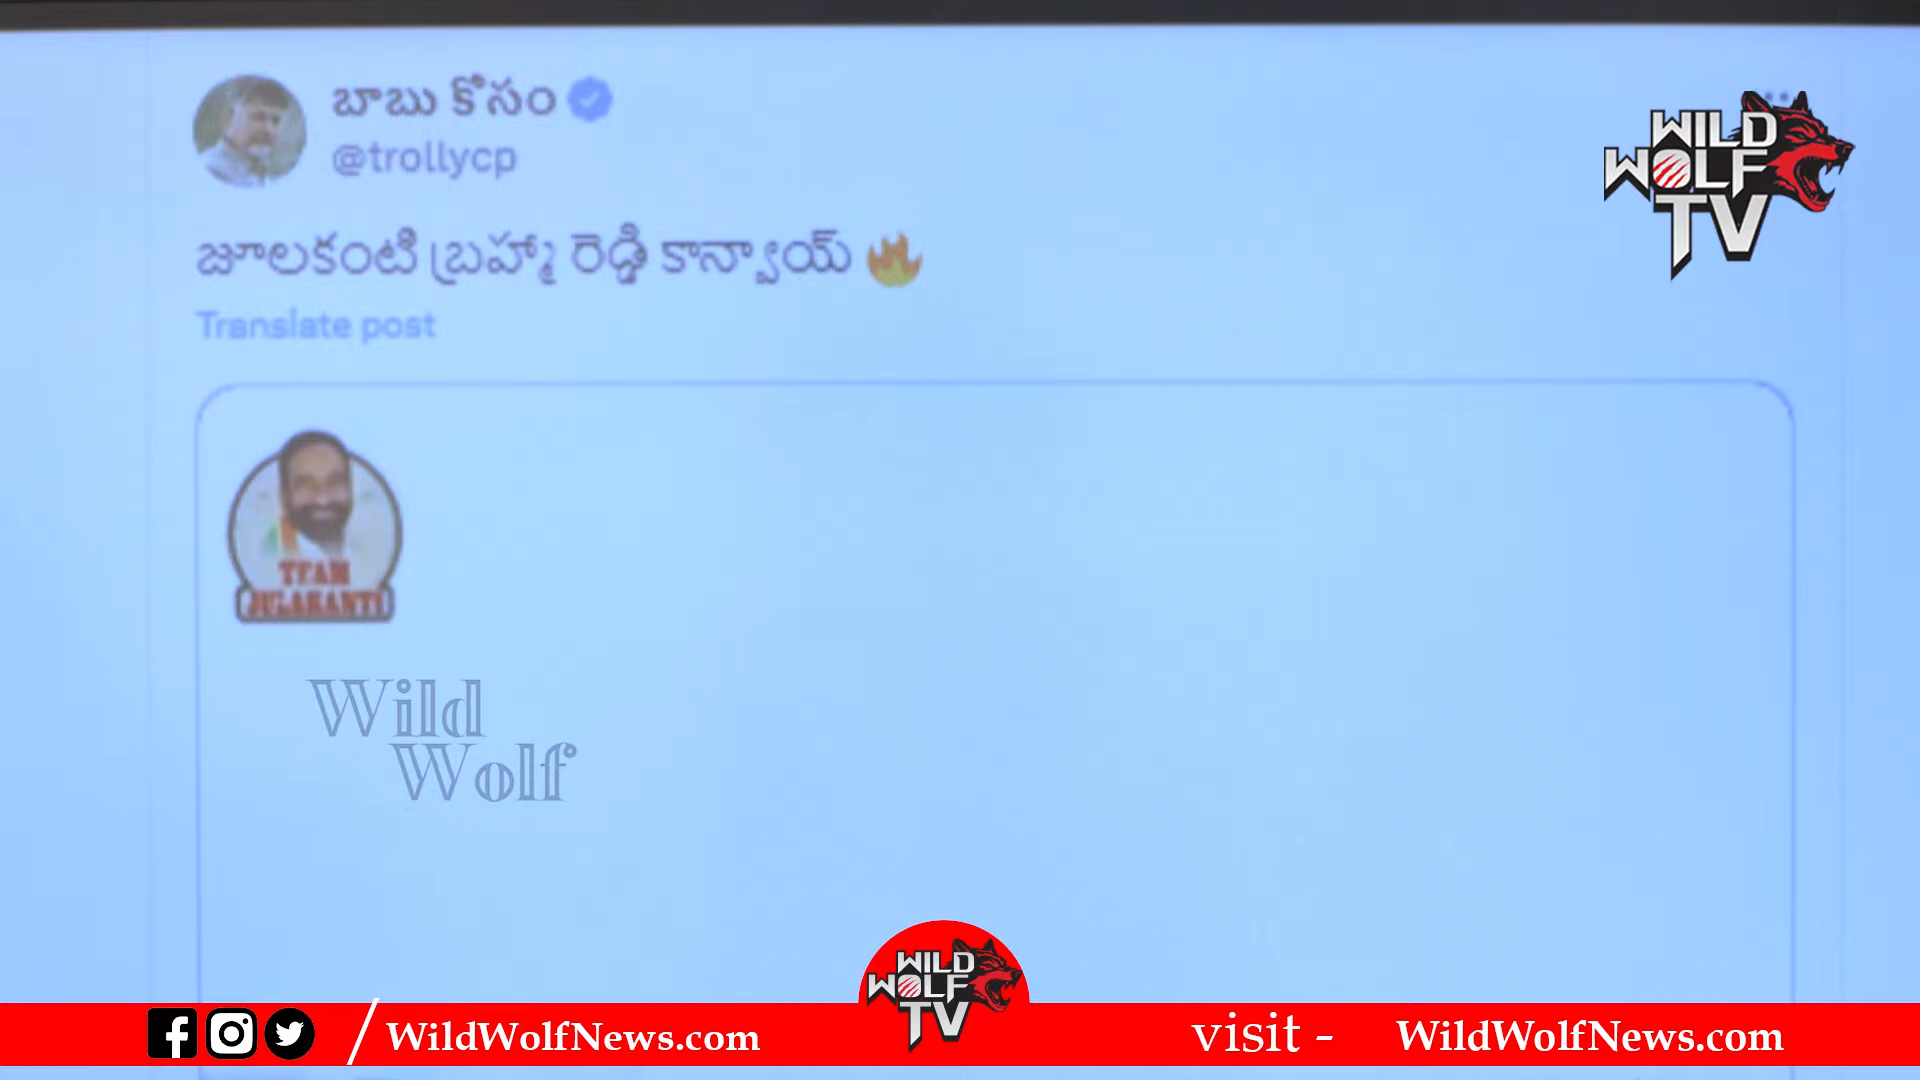 బాబు కోసం
@trollycp
జూలకంటి బ్రహ్మా రెడ్డి కాన్వాయ్
Translate post
WILD
WOLF
TV
TEAM
JULAKANTI
Wild
Wolf
WILD
WOLF
TV
WildWolfNews.com
visit - WildWolfNews.com